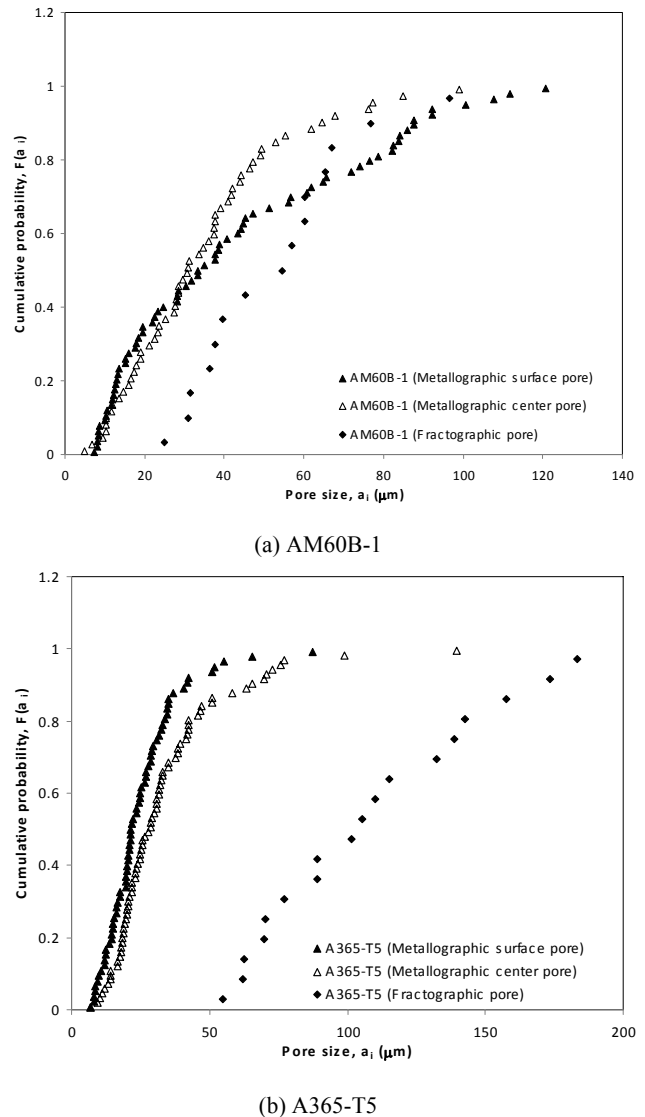 1.2
1
0.8
0.6
0.4
0.2
0
Cumulative probability, F(a i)
▲ AM60B-1 (Metallographic surface pore)
△ AM60B-1 (Metallographic center pore)
◆ AM60B-1 (Fractographic pore)
0 20 40 60 80 100 120 140
Pore size, ai (μm)
(a) AM60B-1
1.2
1
0.8
0.6
0.4
0.2
0
Cumulative probability, F(a i)
▲ A365-T5 (Metallographic surface pore)
△ A365-T5 (Metallographic center pore)
◆ A365-T5 (Fractographic pore)
0 50 100 150 200
Pore size, ai (μm)
(b) A365-T5